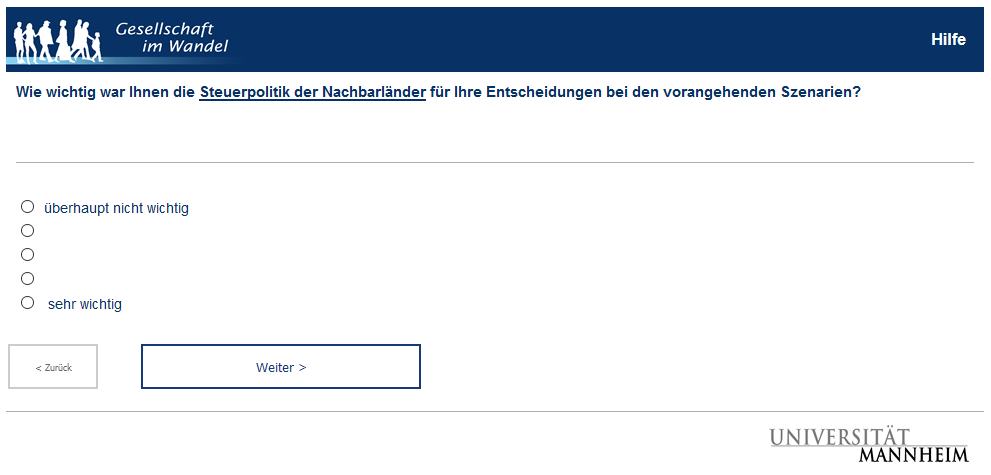 Gesellschaft
im Wandel
Hilfe
Wie wichtig war Ihnen die Steuerpolitik der Nachbarländer für Ihre Entscheidungen bei den vorangehenden Szenarien?
überhaupt nicht wichtig
sehr wichtig
< Zurück
Weiter >
UNIVERSITÄT
MANNHEIM